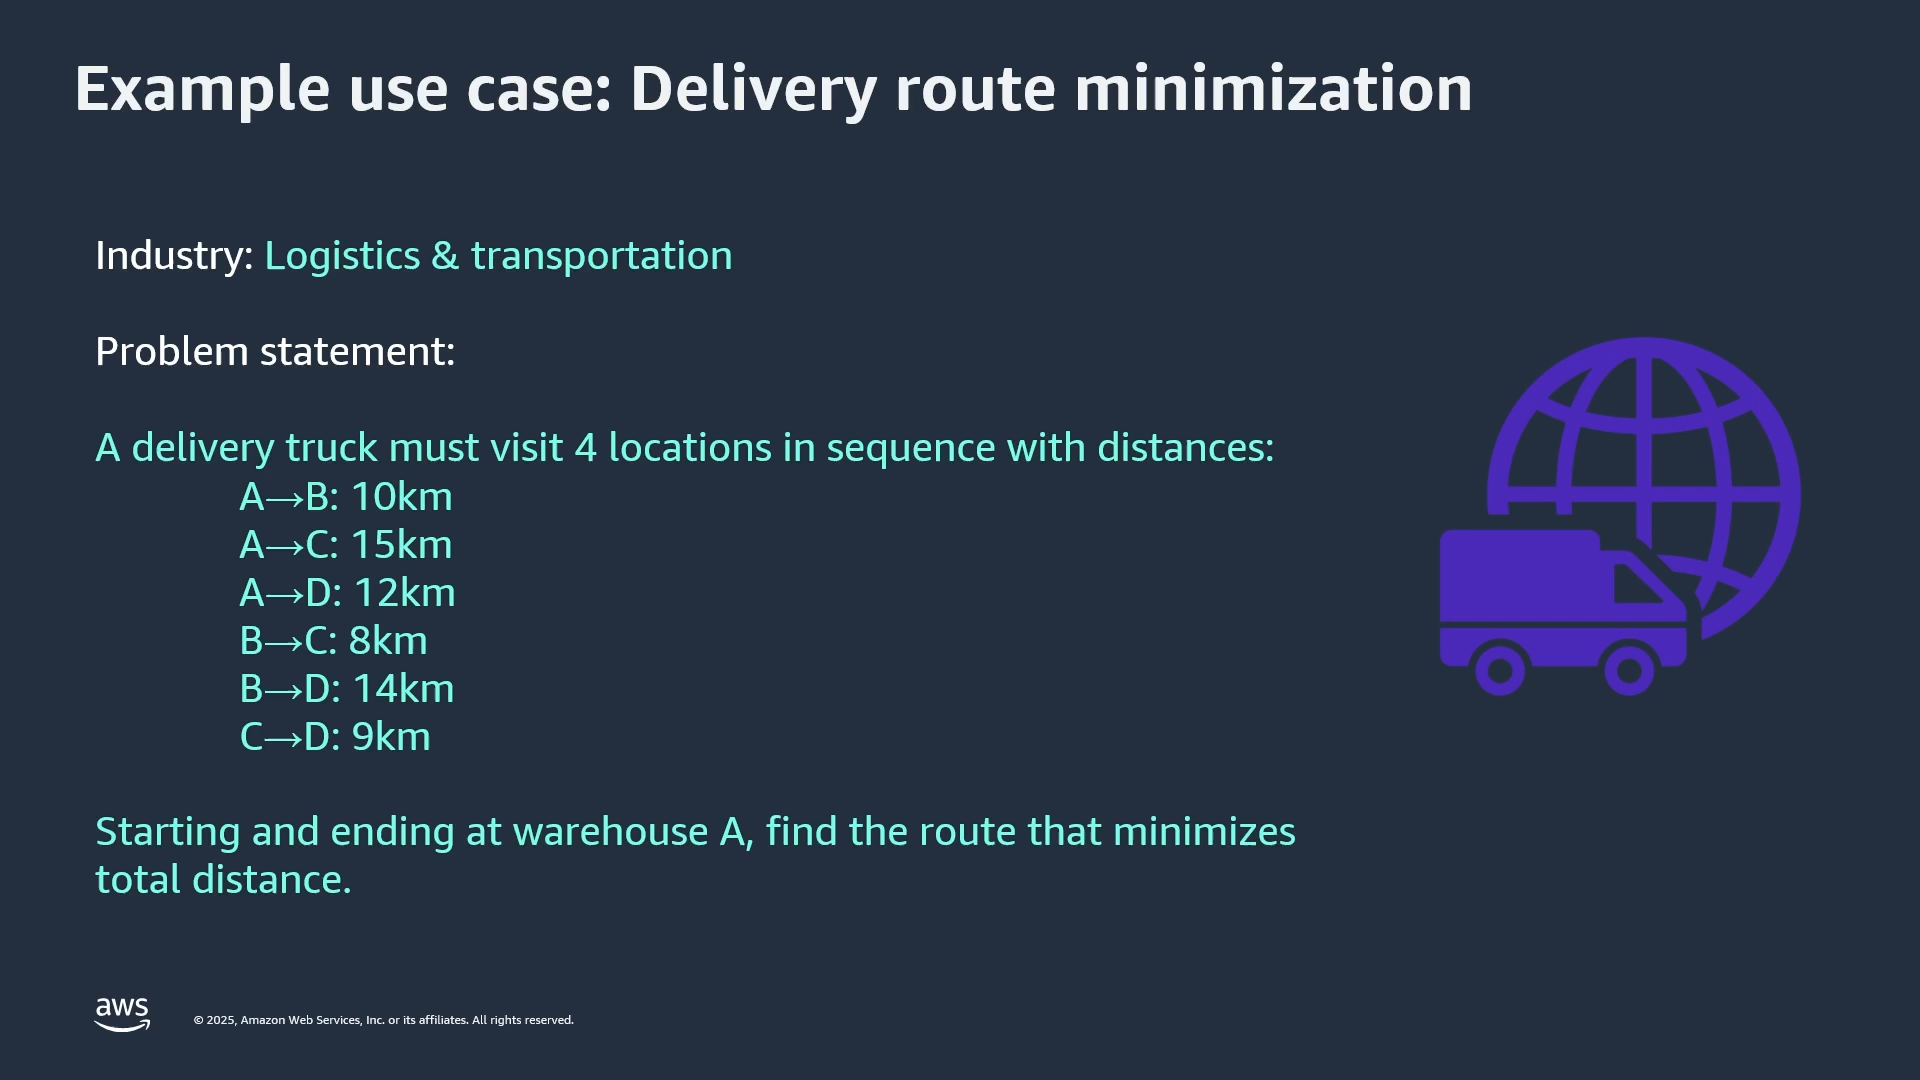 Example use case: Delivery route minimization
Industry: Logistics & transportation
Problem statement:
A delivery truck must visit 4 locations in sequence with distances:
A→B: 10km
A→C: 15km
A→D: 12km
B→C: 8km
B→D: 14km
C→D: 9km
Starting and ending at warehouse A, find the route that minimizes
total distance.
aws
© 2025, Amazon Web Services, Inc. or its affiliates. All rights reserved.